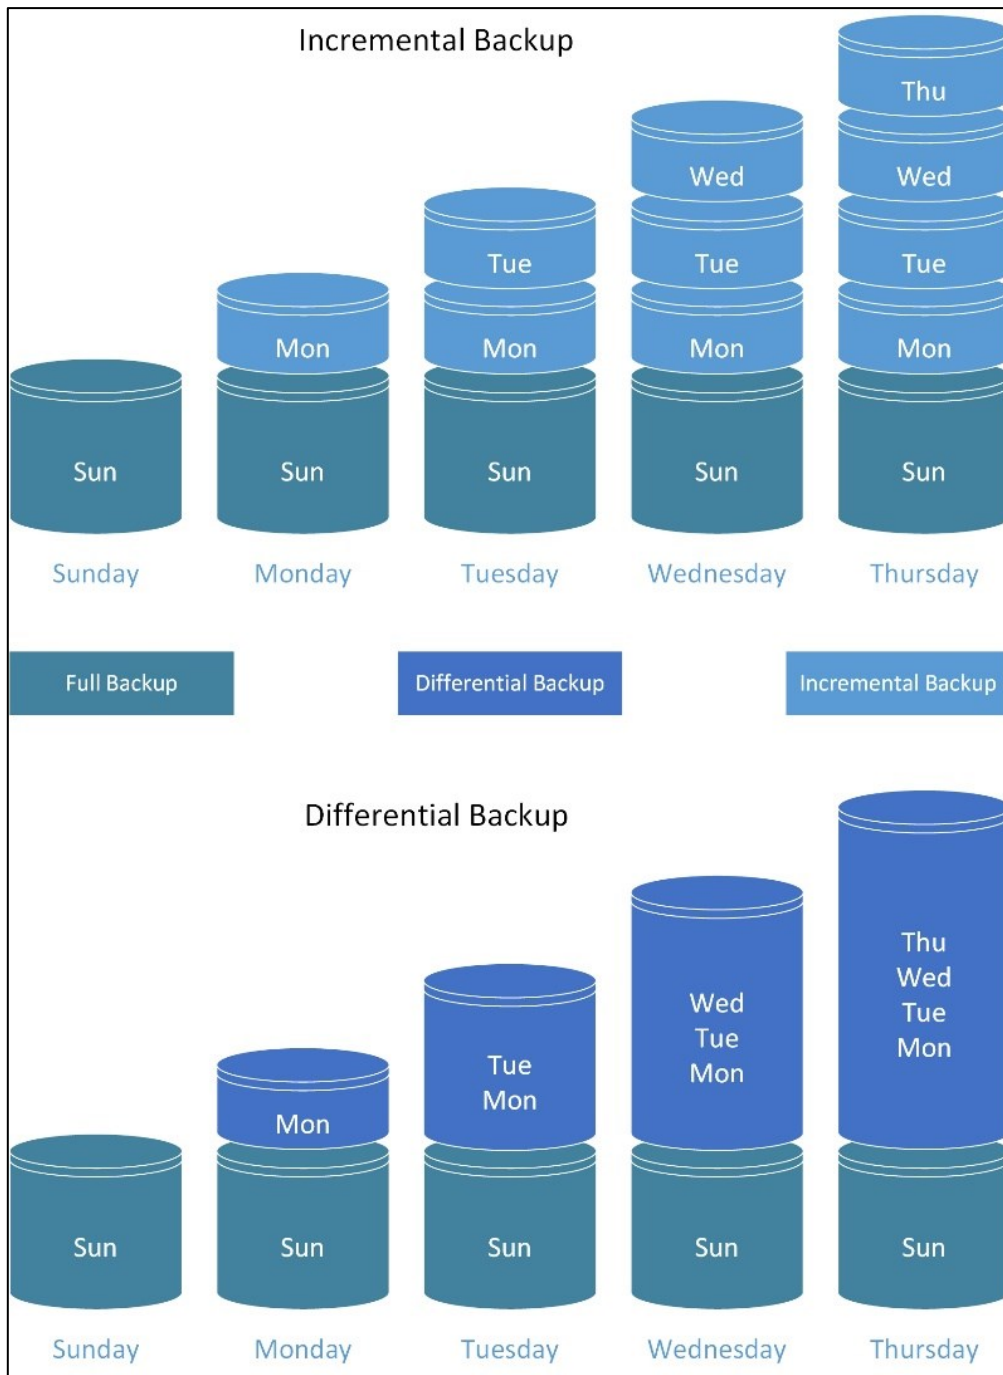 Incremental Backup
Thu
Wed Wed
Tue Tue Tue
Mon Mon Mon Mon
Sun Sun Sun Sun Sun
Sunday Monday Tuesday Wednesday Thursday
Full Backup Differential Backup Incremental Backup
Differential Backup
Thu
Wed
Tue
Mon
Wed
Tue
Mon
Tue
Mon
Mon
Sun Sun Sun Sun Sun
Sunday Monday Tuesday Wednesday Thursday